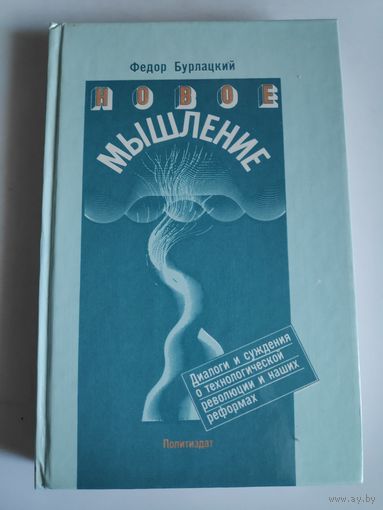 Федор Бурлацкий
НОВОЕ
МЫШЛЕНИЕ
Диалоги и суждения
о технологической
революции и наших
реформах
Политиздат
www.ay.by